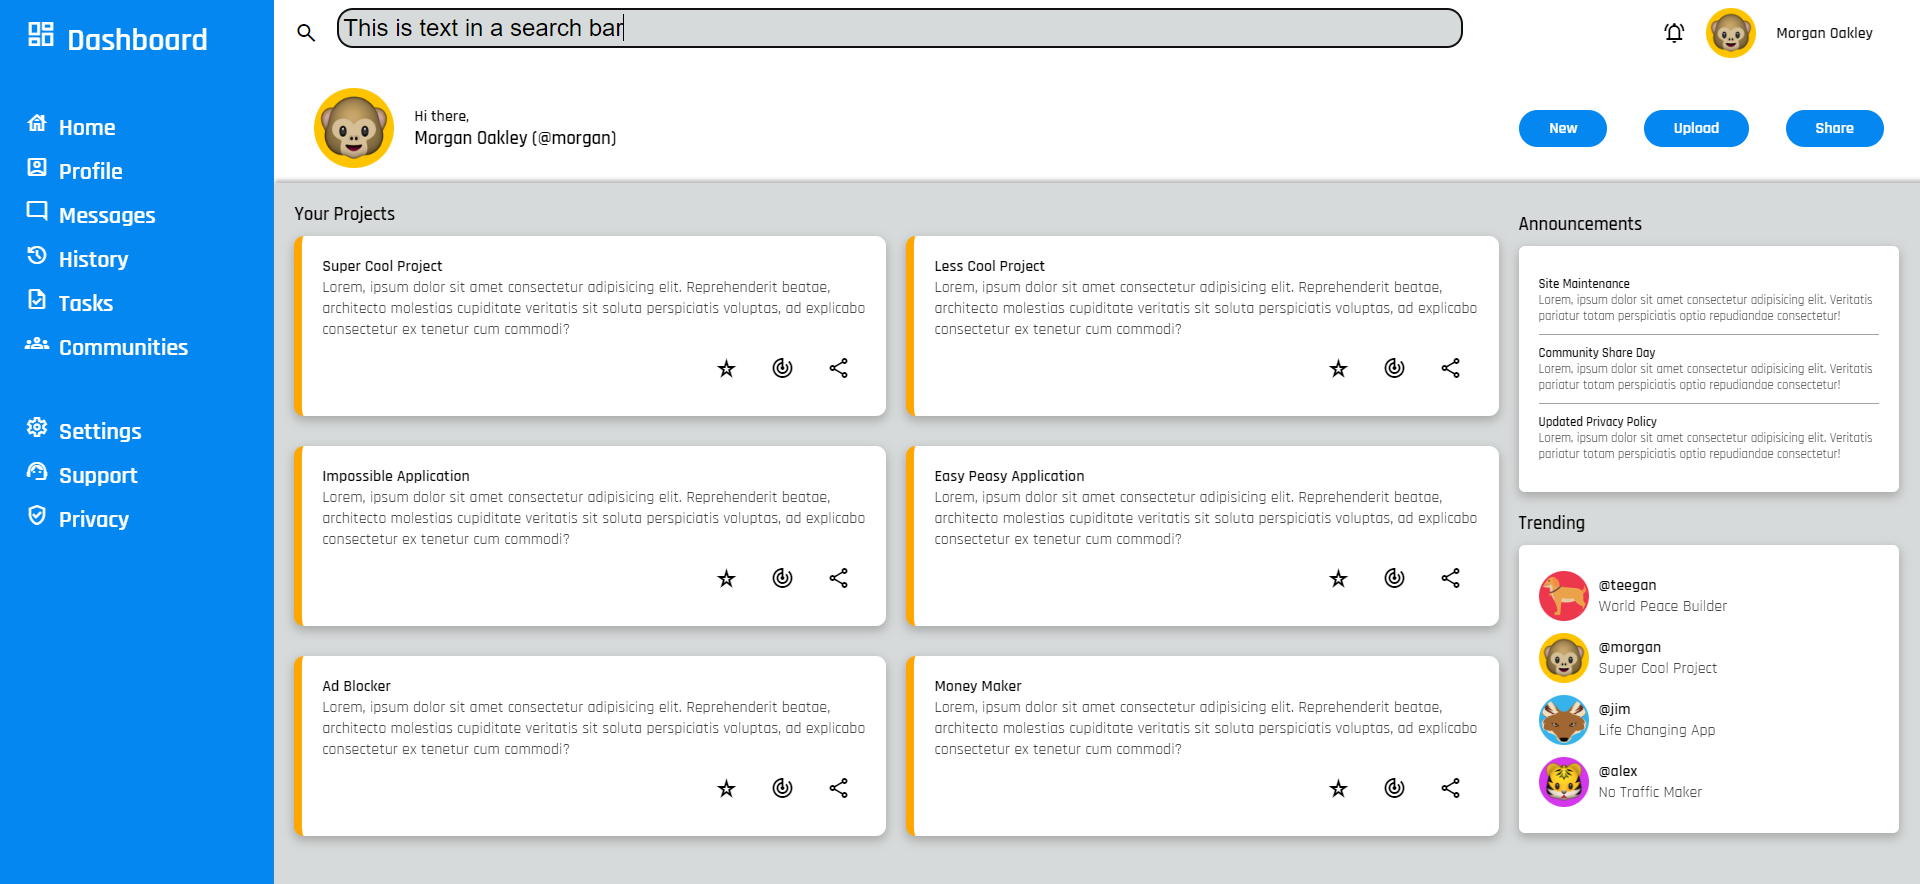 Dashboard
Home
Profile
Messages
History
Tasks
Communities
Settings
Support
Privacy
This is text in a search bar
Morgan Oakley
Hi there,
Morgan Oakley (@morgan)
New
Upload
Share
Your Projects
Super Cool Project
Lorem, ipsum dolor sit amet consectetur adipisicing elit. Reprehenderit beatae,
architecto molestias cupiditate veritatis sit soluta perspiciatis voluptas, ad explicabo
consectetur ex tenetur cum commodi?
Less Cool Project
Lorem, ipsum dolor sit amet consectetur adipisicing elit. Reprehenderit beatae,
architecto molestias cupiditate veritatis sit soluta perspiciatis voluptas, ad explicabo
consectetur ex tenetur cum commodi?
Impossible Application
Lorem, ipsum dolor sit amet consectetur adipisicing elit. Reprehenderit beatae,
architecto molestias cupiditate veritatis sit soluta perspiciatis voluptas, ad explicabo
consectetur ex tenetur cum commodi?
Easy Peasy Application
Lorem, ipsum dolor sit amet consectetur adipisicing elit. Reprehenderit beatae,
architecto molestias cupiditate veritatis sit soluta perspiciatis voluptas, ad explicabo
consectetur ex tenetur cum commodi?
Ad Blocker
Lorem, ipsum dolor sit amet consectetur adipisicing elit. Reprehenderit beatae,
architecto molestias cupiditate veritatis sit soluta perspiciatis voluptas, ad explicabo
consectetur ex tenetur cum commodi?
Money Maker
Lorem, ipsum dolor sit amet consectetur adipisicing elit. Reprehenderit beatae,
architecto molestias cupiditate veritatis sit soluta perspiciatis voluptas, ad explicabo
consectetur ex tenetur cum commodi?
Announcements
Site Maintenance
Lorem, ipsum dolor sit amet consectetur adipisicing elit. Veritatis
pariatur totam perspiciatis optio repudiandae consectetur!
Community Share Day
Lorem, ipsum dolor sit amet consectetur adipisicing elit. Veritatis
pariatur totam perspiciatis optio repudiandae consectetur!
Updated Privacy Policy
Lorem, ipsum dolor sit amet consectetur adipisicing elit. Veritatis
pariatur totam perspiciatis optio repudiandae consectetur!
Trending
@teegan
World Peace Builder
@morgan
Super Cool Project
@jim
Life Changing App
@alex
No Traffic Maker